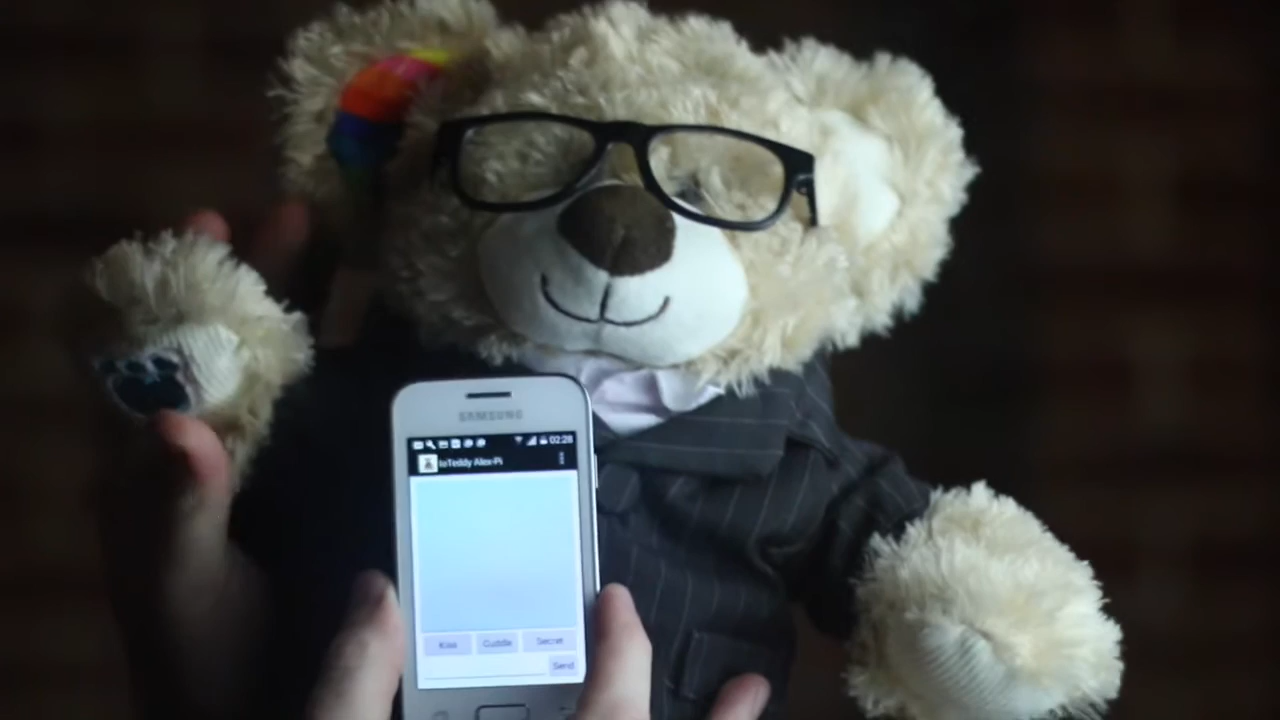 SAMSUNG
02:28
IoTeddy Alex-Pi
Kiss Cuddle Secret
Send